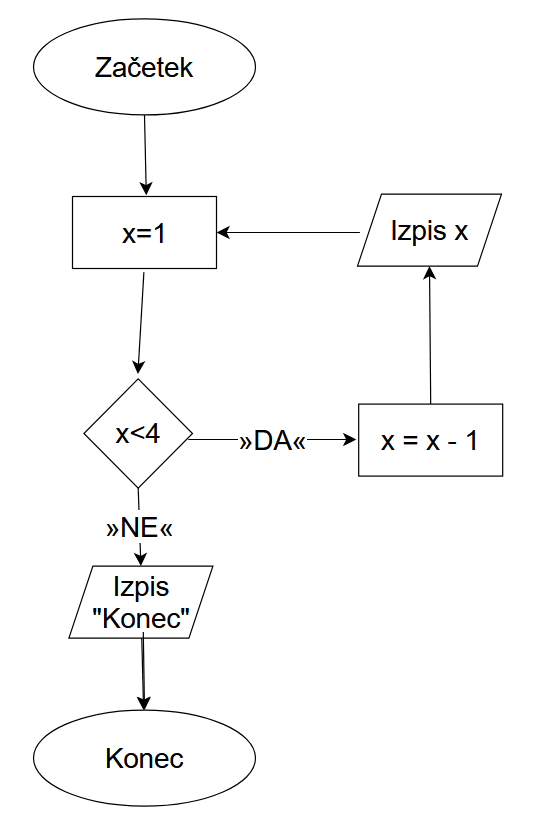 Začetek
x=1
Izpis x
x<4
»DA«
x = x - 1
»NE«
Izpis
"Konec"
Konec